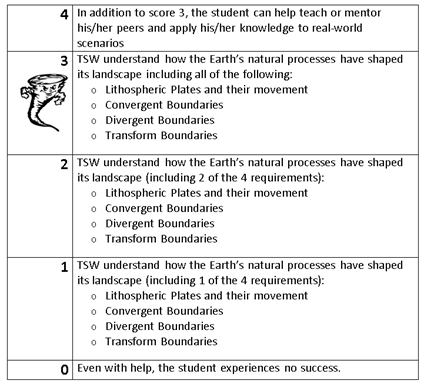 4 In addition to score 3, the student can help teach or mentor
his/her peers and apply his/her knowledge to real-world
scenarios
3 TSW understand how the Earth's natural processes have shaped
its landscape including all of the following:
o Lithospheric Plates and their movement
o Convergent Boundaries
o Divergent Boundaries
o Transform Boundaries
2 TSW understand how the Earth's natural processes have shaped
its landscape (including 2 of the 4 requirements):
o Lithospheric Plates and their movement
o Convergent Boundaries
o Divergent Boundaries
o Transform Boundaries
1 TSW understand how the Earth's natural processes have shaped
its landscape (including 1 of the 4 requirements):
o Lithospheric Plates and their movement
o Convergent Boundaries
o Divergent Boundaries
o Transform Boundaries
0 Even with help, the student experiences no success.